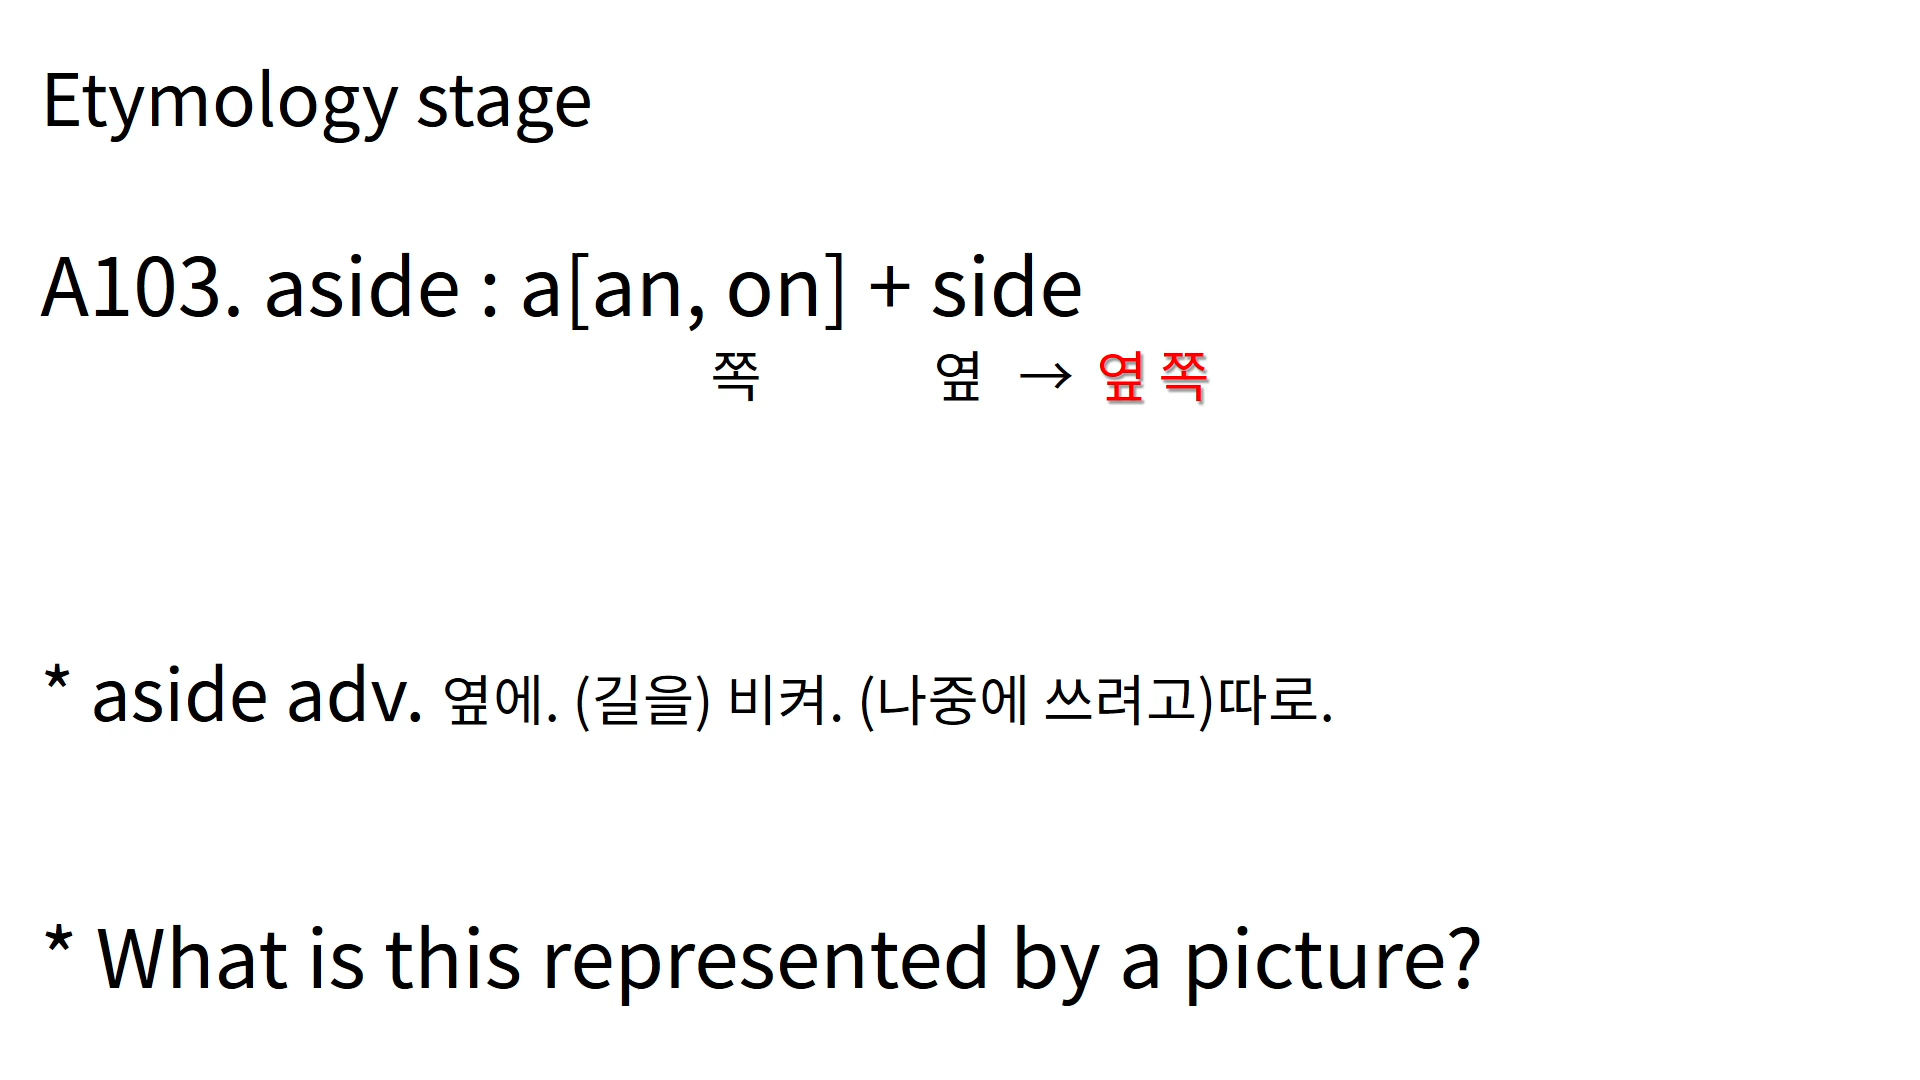 Etymology stage
A103. aside : a[an, on] + side
쪽 옆 → 옆 쪽
* aside adv. 옆에. (길을) 비켜. (나중에 쓰려고)따로.
* What is this represented by a picture?